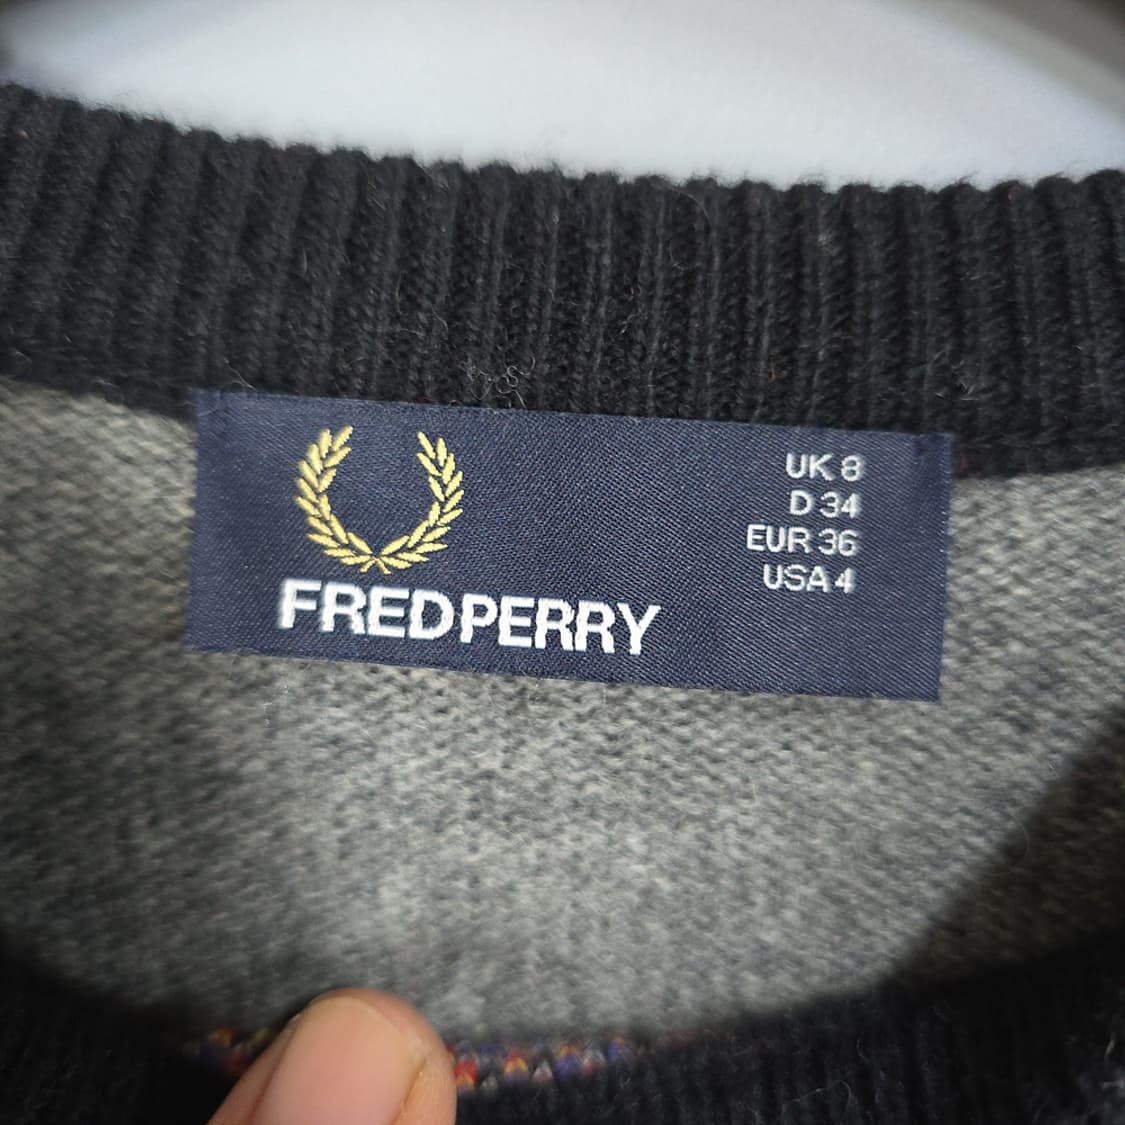 FRED PERRY
UK 8
D 34
EUR 36
USA 4